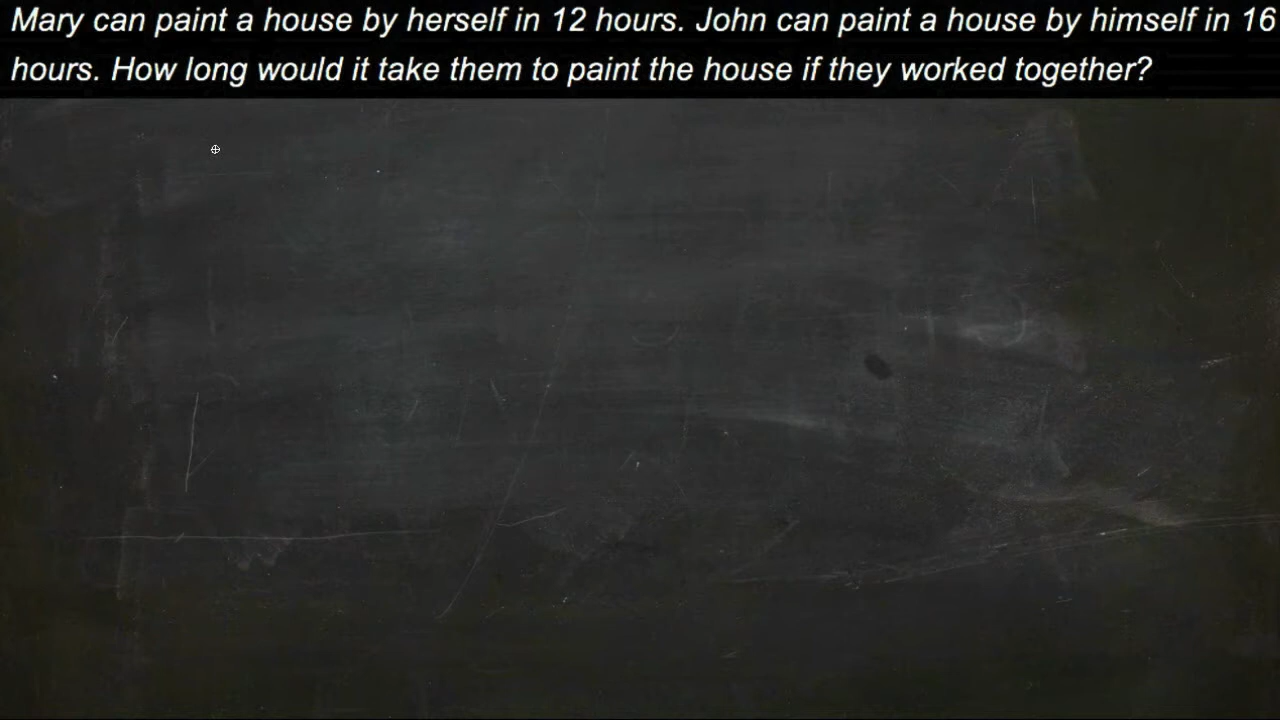 Mary can paint a house by herself in 12 hours. John can paint a house by himself in 16
hours. How long would it take them to paint the house if they worked together?